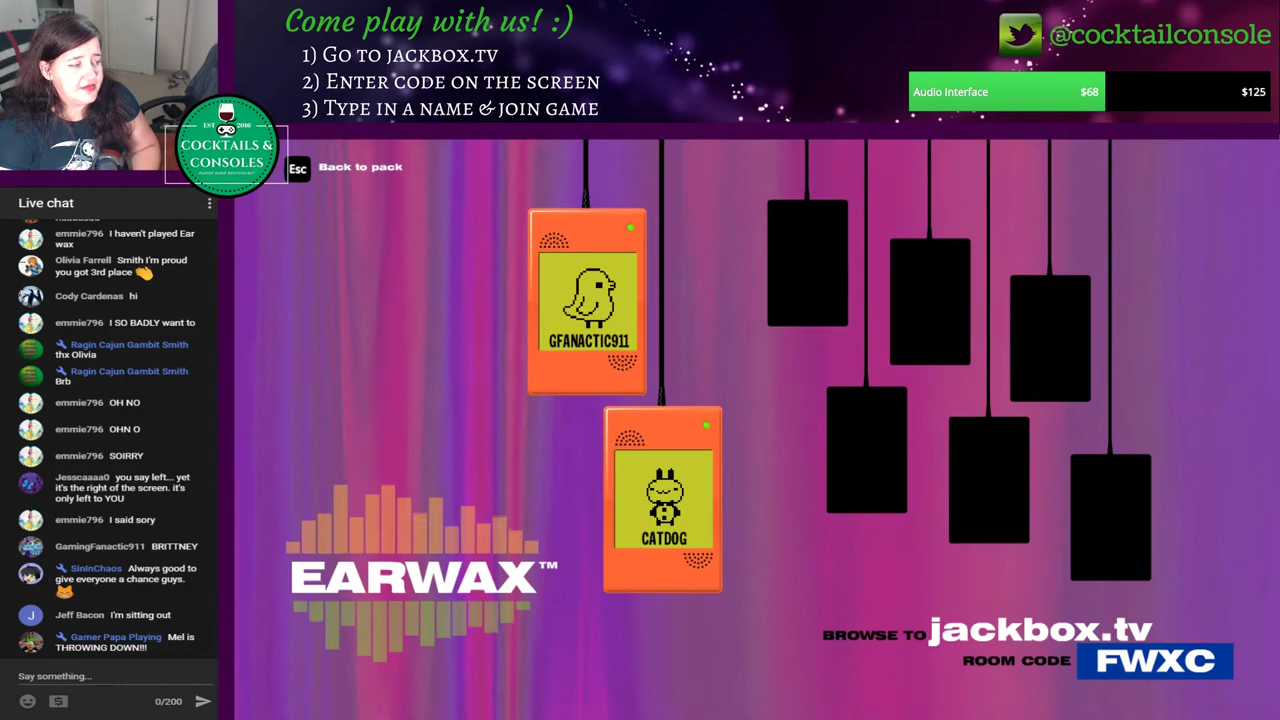 Come play with us! :)
1) Go to jackbox.tv
2) Enter code on the screen
3) Type in a name & join game
@cocktailconsole
Audio Interface $68 $125
EST 2016
COCKTAILS &
CONSOLES
PLEASE GAME RESPONSIBLY
Esc Back to pack
Live chat
emmie796 I haven't played Ear
wax
Olivia Farrell Smith I'm proud
you got 3rd place
Cody Cardenas hi
emmie796 I SO BADLY want to
Ragin Cajun Gambit Smith
thx Olivia
Ragin Cajun Gambit Smith
Brb
emmie796 OH NO
emmie796 OHN O
emmie796 SOIRRY
Jesscaaaa0 you say left... yet
it's the right of the screen. it's
only left to YOU
emmie796 I said sory
GamingFanactic911 BRITTNEY
SinInChaos Always good to
give everyone a chance guys.
J Jeff Bacon I'm sitting out
Gamer Papa Playing Mel is
THROWING DOWN!!!
Say something...
0/200
GFANACTIC911
CATDOG
EARWAX™
BROWSE TO jackbox.tv
ROOM CODE FWXC